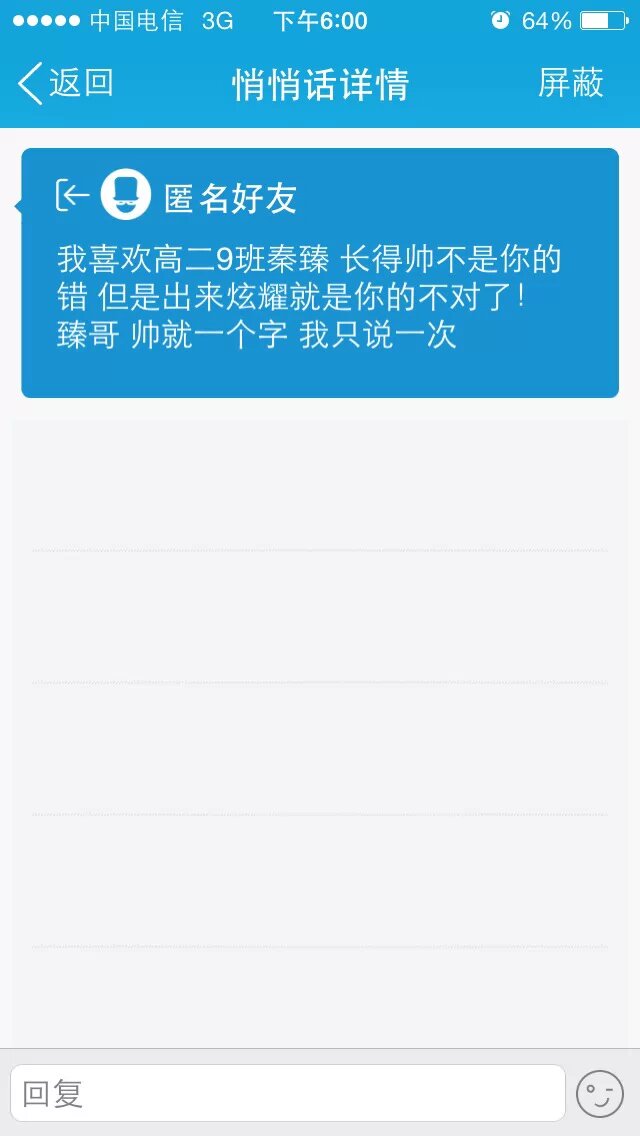 中国电信 3G 下午6:00 64%
返回 悄悄话详情 屏蔽
匿名好友
我喜欢高二9班秦臻 长得帅不是你的
错 但是出来炫耀就是你的不对了！
臻哥 帅就一个字 我只说一次
回复